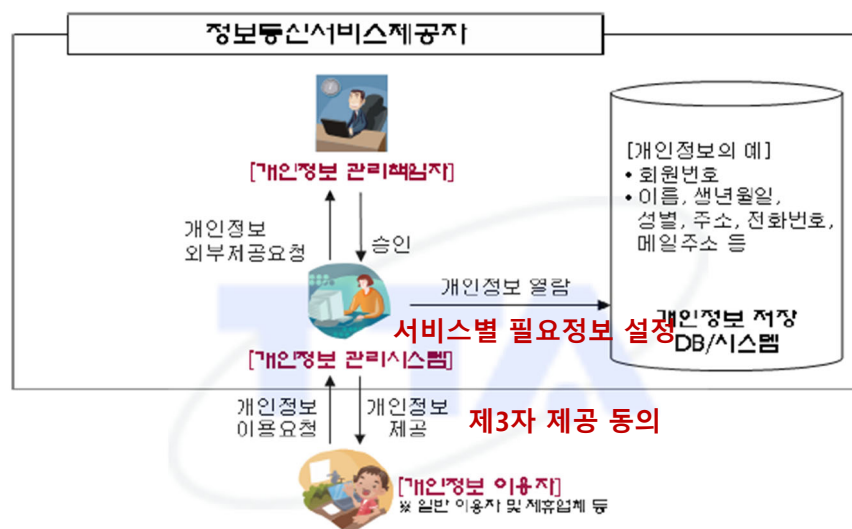 정보통신서비스제공자
[개인정보 관리책임자]
개인정보
외부제공요청
승인
[개인정보의 예]
• 회원번호
• 이름, 생년월일,
성별, 주소, 전화번호,
메일주소 등
개인정보 열람
서비스별 필요정보 설정
개인정보 저장
DB/시스템
[개인정보 관리시스템]
개인정보
이용요청
개인정보
제공
제3자 제공 동의
[개인정보 이용자]
※ 일반 이용자 및 제휴업체 등
TTA